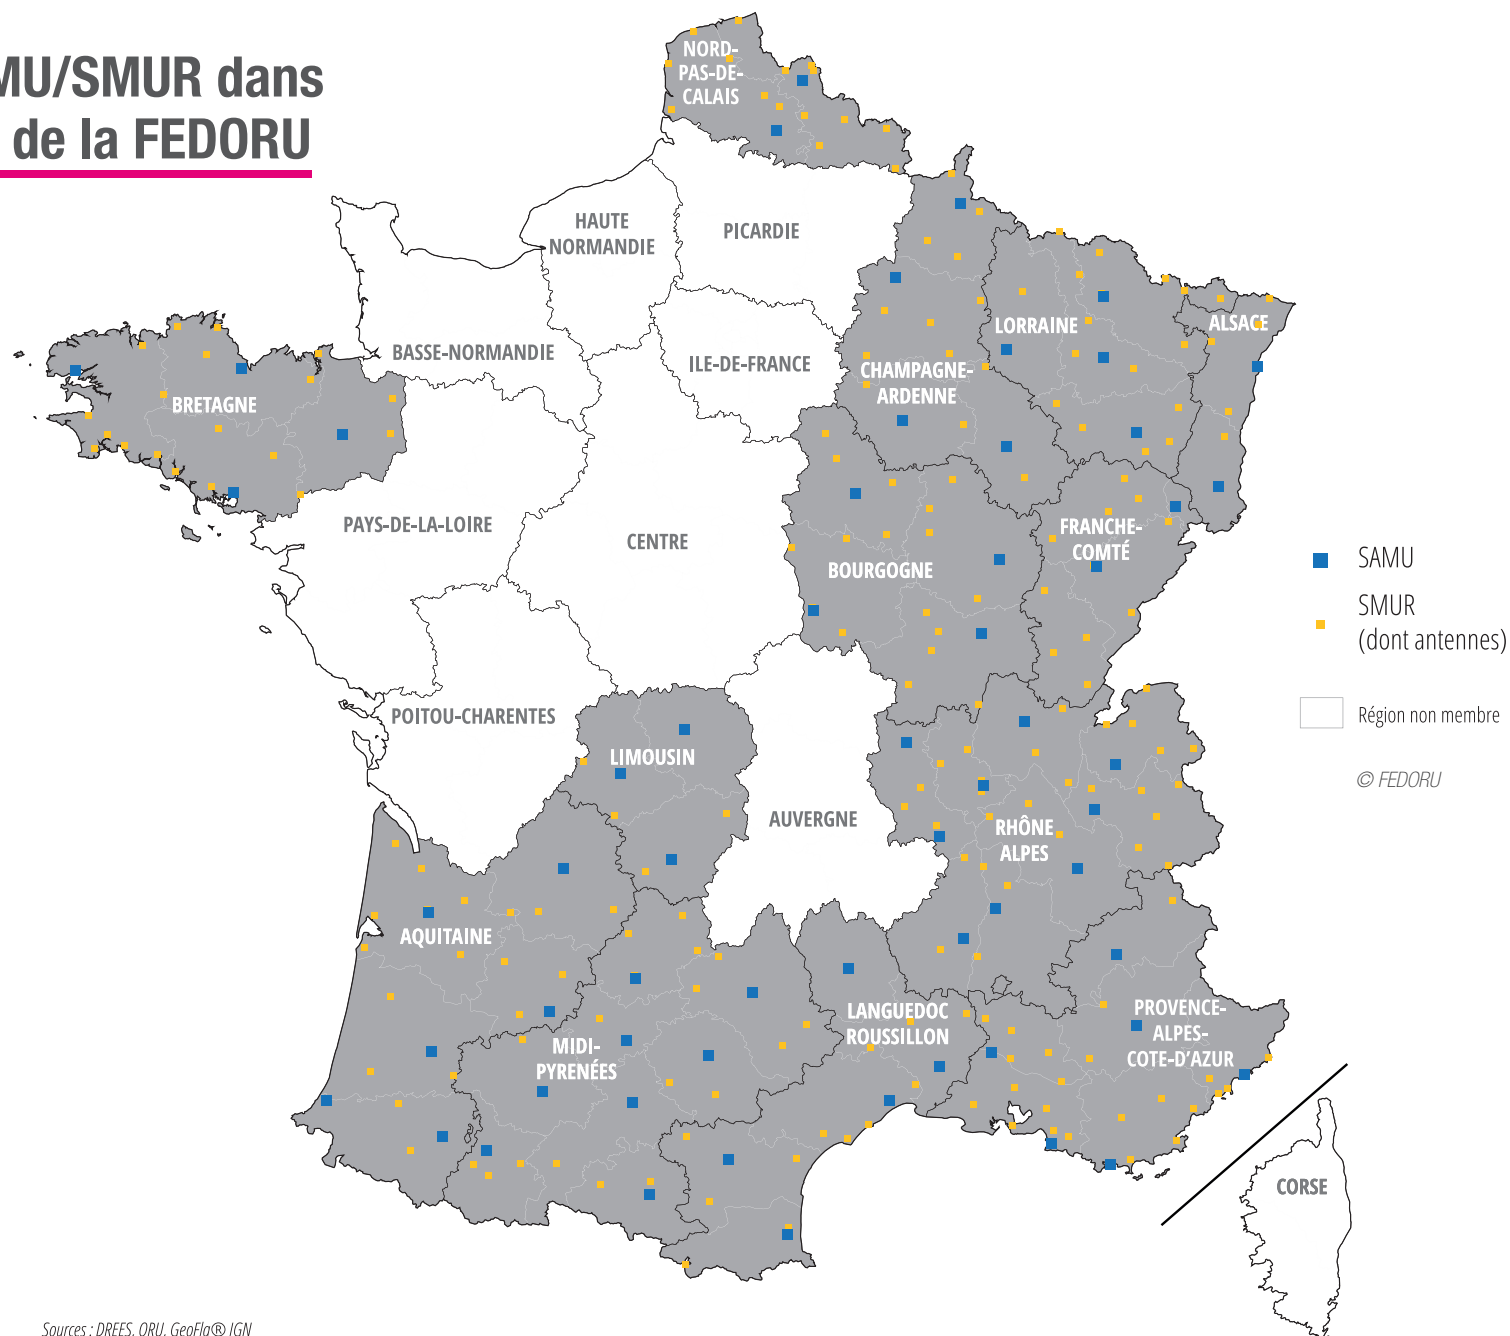 MU/SMUR dans
de la FEDORU
NORD-
PAS-DE-
CALAIS
HAUTE
NORMANDIE
PICARDIE
BASSE-NORMANDIE
ILE-DE-FRANCE
LORRAINE
ALSACE
CHAMPAGNE-
ARDENNE
BRETAGNE
PAYS-DE-LA-LOIRE
CENTRE
BOURGOGNE
FRANCHE-
COMTÉ
SAMU
SMUR
(dont antennes)
Région non membre
© FEDORU
POITOU-CHARENTES
LIMOUSIN
AUVERGNE
RHÔNE
ALPES
AQUITAINE
MIDI-
PYRENÉES
LANGUEDOC
ROUSSILLON
PROVENCE-
ALPES-
COTE-D'AZUR
CORSE
Sources : DREES, ORU, GeoFla® IGN